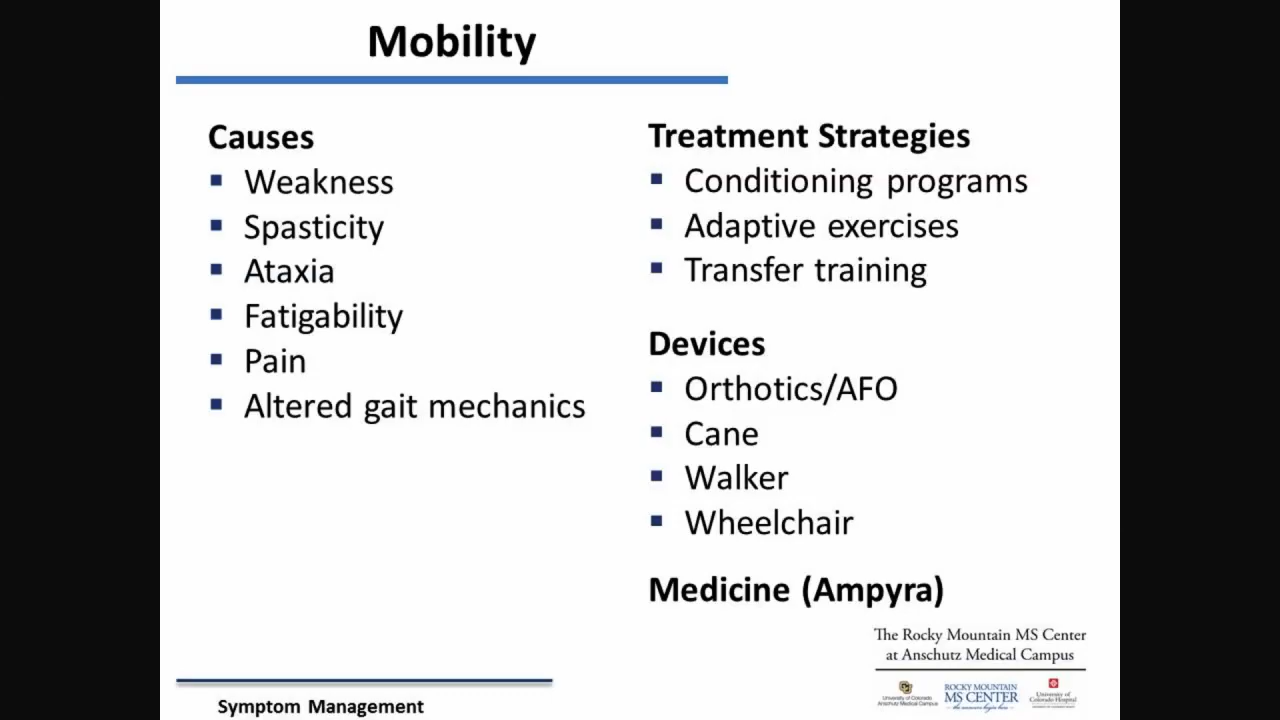 Mobility
Causes
Weakness
Spasticity
Ataxia
Fatigability
Pain
Altered gait mechanics
Treatment Strategies
Conditioning programs
Adaptive exercises
Transfer training
Devices
Orthotics/AFO
Cane
Walker
Wheelchair
Medicine (Ampyra)
The Rocky Mountain MS Center
at Anschutz Medical Campus
University of Colorado
Anschutz Medical Campus
ROCKY MOUNTAIN
MS CENTER
University of
Colorado Hospital
Symptom Management